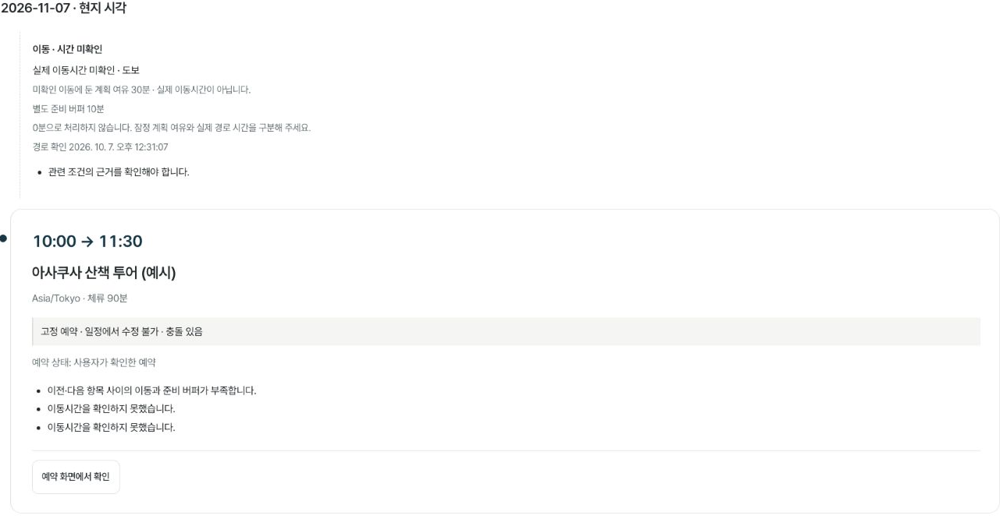 2026-11-07 · 현지 시각
이동 · 시간 미확인
실제 이동시간 미확인 · 도보
미확인 이동에 둔 계획 여유 30분 · 실제 이동시간이 아닙니다.
별도 준비 버퍼 10분
0분으로 처리하지 않습니다. 잠정 계획 여유와 실제 경로 시간을 구분해 주세요.
경로 확인 2026. 10. 7. 오후 12:31:07
• 관련 조건의 근거를 확인해야 합니다.
10:00 → 11:30
아사쿠사 산책 투어 (예시)
Asia/Tokyo · 체류 90분
고정 예약 · 일정에서 수정 불가 · 충돌 있음
예약 상태: 사용자가 확인한 예약
• 이전·다음 항목 사이의 이동과 준비 버퍼가 부족합니다.
• 이동시간을 확인하지 못했습니다.
• 이동시간을 확인하지 못했습니다.
예약 화면에서 확인